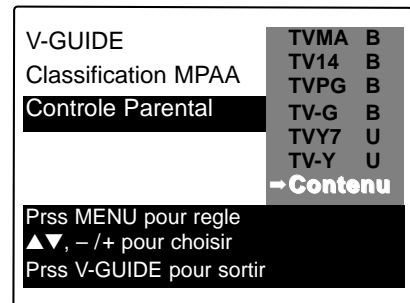 V-GUIDE
Classification MPAA
Controle Parental
TVMA B
TV14 B
TVPG B
TV-G B
TVY7 U
TV-Y U
➞Contenu
Prss MENU pour regle
▲▼, – /+ pour choisir
Prss V-GUIDE pour sortir